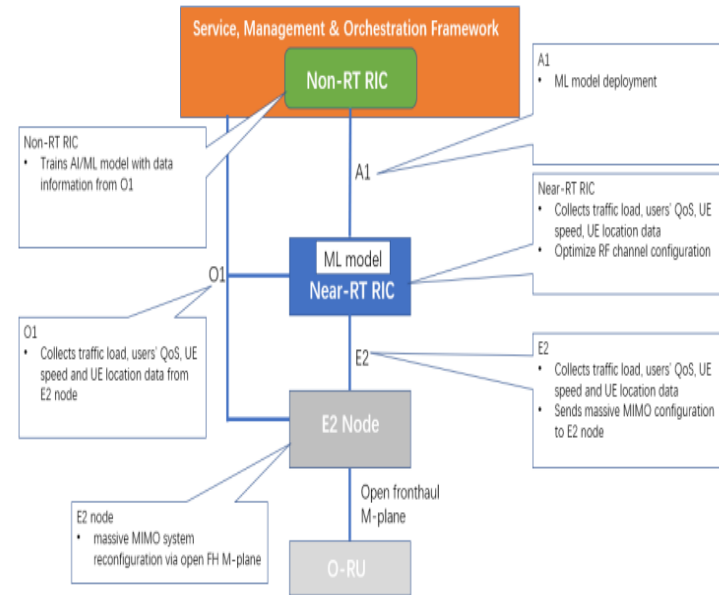 Service, Management & Orchestration Framework
Non-RT RIC
A1
• ML model deployment
Non-RT RIC
• Trains AI/ML model with data
information from O1
A1
Near-RT RIC
• Collects traffic load, users' QoS, UE
speed, UE location data
• Optimize RF channel configuration
ML model
Near-RT RIC
O1
O1
• Collects traffic load, users' QoS, UE
speed and UE location data from
E2 node
E2
E2
• Collects traffic load, users' QoS, UE
speed and UE location data
• Sends massive MIMO configuration
to E2 node
E2 Node
Open fronthaul
M-plane
E2 node
• massive MIMO system
reconfiguration via open FH M-plane
O-RU